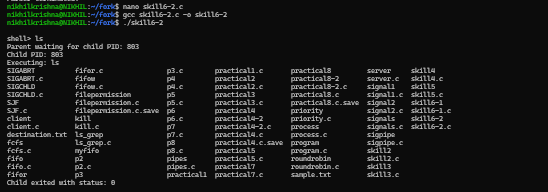 nikhilkrishna@NIKHIL:~/fork$ nano skill6-2.c
nikhilkrishna@NIKHIL:~/fork$ gcc skill6-2.c -o skill6-2
nikhilkrishna@NIKHIL:~/fork$ ./skill6-2
shell> ls
Parent waiting for child PID: 803
Child PID: 803
Executing: ls
SIGABRT fifor.c p3.c practical1.c practical8 server skill4
SIGABRT.c fifow p4 practical2 practical8-2 server.c skill4.c
SIGCHLD fifow.c p4.c practical2.c practical8-2.c signal1 skill5
SIGCHLD.c filepermission p5 practical3 practical8.c signal1.c skill5.c
SJF filepermission.c p5.c practical3.c practical8.c.save signal2 skill6-1
SJF.c filepermission.c.save p6 practical4 priority signal2.c skill6-1.c
client kill p6.c practical4-2 priority.c signals skill6-2
client.c kill.c p7 practical4-2.c process signals.c skill6-2.c
destination.txt ls_grep p7.c practical4.c process.c sigpipe
fcfs ls_grep.c p8 practical4.c.save program sigpipe.c
fcfs.c myfifo p8.c practical5 program.c skill2
fifo p2 pipes practical5.c roundrobin skill2.c
fifo.c p2.c pipes.c practical7 roundrobin.c skill3
fifor p3 practical1 practical7.c sample.txt skill3.c
Child exited with status: 0